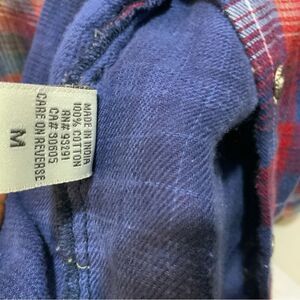 MADE IN INDIA
100% COTTON
RN# 93291
CA# 30605
CARE ON REVERSE
M